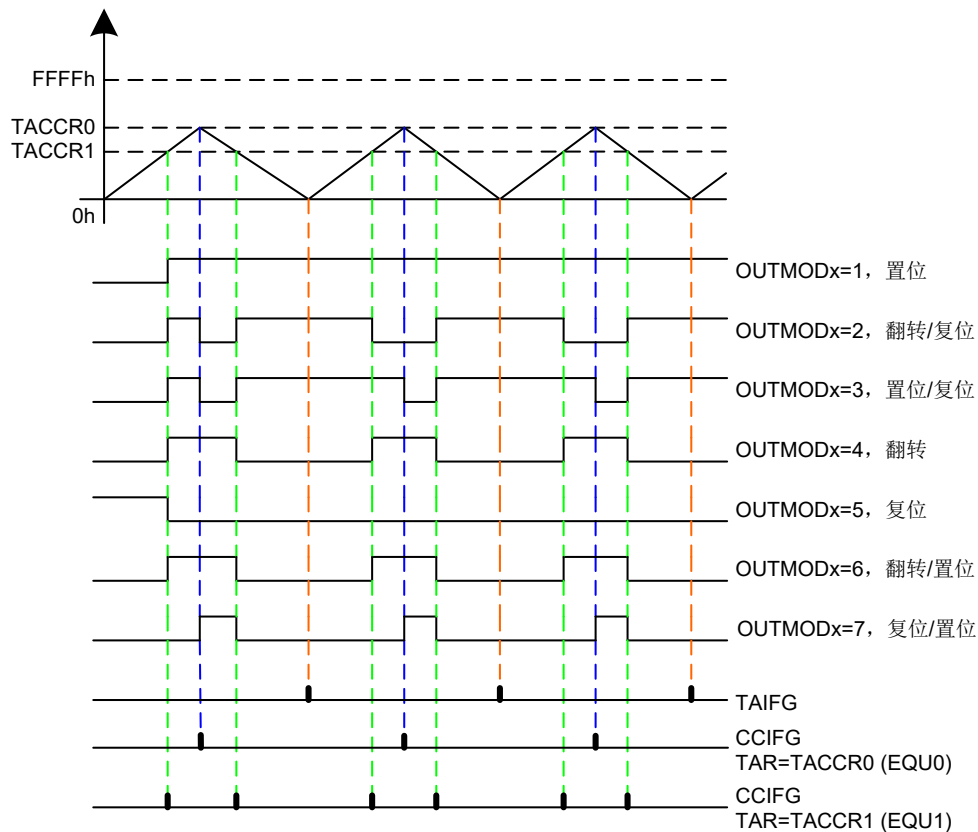 FFFFh
TACCR0
TACCR1
0h
OUTMODx=1，置位
OUTMODx=2，翻转/复位
OUTMODx=3，置位/复位
OUTMODx=4，翻转
OUTMODx=5，复位
OUTMODx=6，翻转/置位
OUTMODx=7，复位/置位
TAIFG
CCIFG
TAR=TACCR0 (EQU0)
CCIFG
TAR=TACCR1 (EQU1)